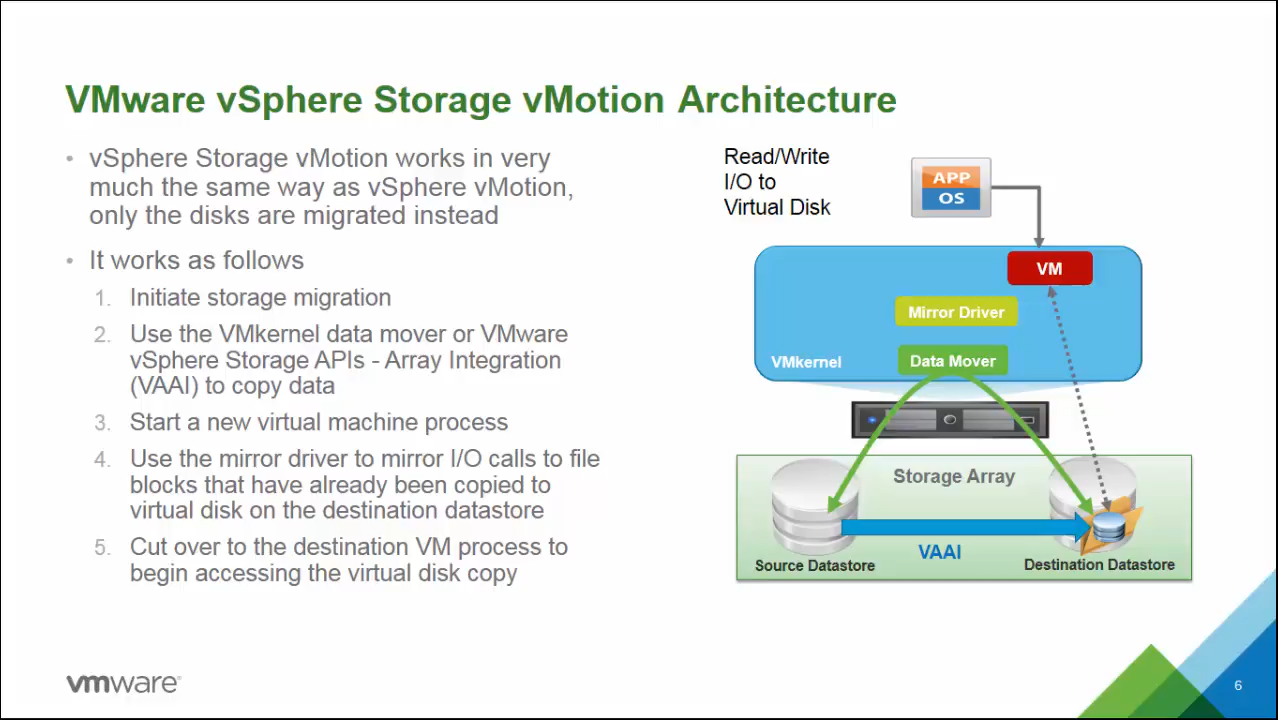 VMware vSphere Storage vMotion Architecture
• vSphere Storage vMotion works in very
much the same way as vSphere vMotion,
only the disks are migrated instead
• It works as follows
1. Initiate storage migration
2. Use the VMkernel data mover or VMware
vSphere Storage APIs - Array Integration
(VAAI) to copy data
3. Start a new virtual machine process
4. Use the mirror driver to mirror I/O calls to file
blocks that have already been copied to
virtual disk on the destination datastore
5. Cut over to the destination VM process to
begin accessing the virtual disk copy
Read/Write
I/O to
Virtual Disk
APP
OS
VM
Mirror Driver
VMkernel
Data Mover
Storage Array
VAAI
Source Datastore
Destination Datastore
vmware®
6